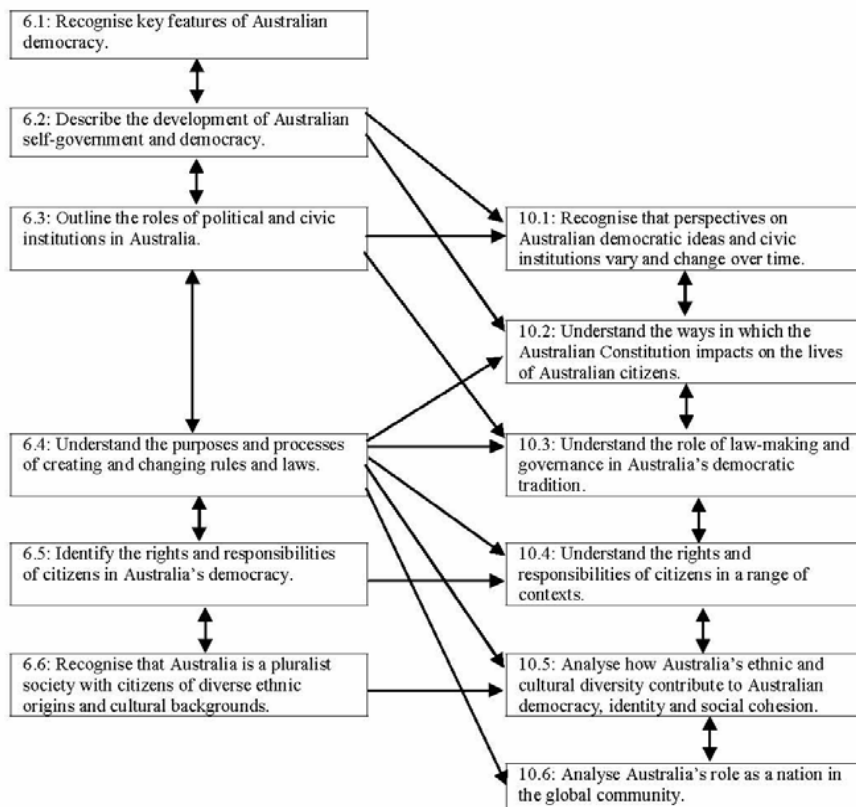 6.1: Recognise key features of Australian
democracy.
6.2: Describe the development of Australian
self-government and democracy.
6.3: Outline the roles of political and civic
institutions in Australia.
6.4: Understand the purposes and processes
of creating and changing rules and laws.
6.5: Identify the rights and responsibilities
of citizens in Australia's democracy.
6.6: Recognise that Australia is a pluralist
society with citizens of diverse ethnic
origins and cultural backgrounds.
10.1: Recognise that perspectives on
Australian democratic ideas and civic
institutions vary and change over time.
10.2: Understand the ways in which the
Australian Constitution impacts on the lives
of Australian citizens.
10.3: Understand the role of law-making and
governance in Australia's democratic
tradition.
10.4: Understand the rights and
responsibilities of citizens in a range of
contexts.
10.5: Analyse how Australia's ethnic and
cultural diversity contribute to Australian
democracy, identity and social cohesion.
10.6: Analyse Australia's role as a nation in
the global community.